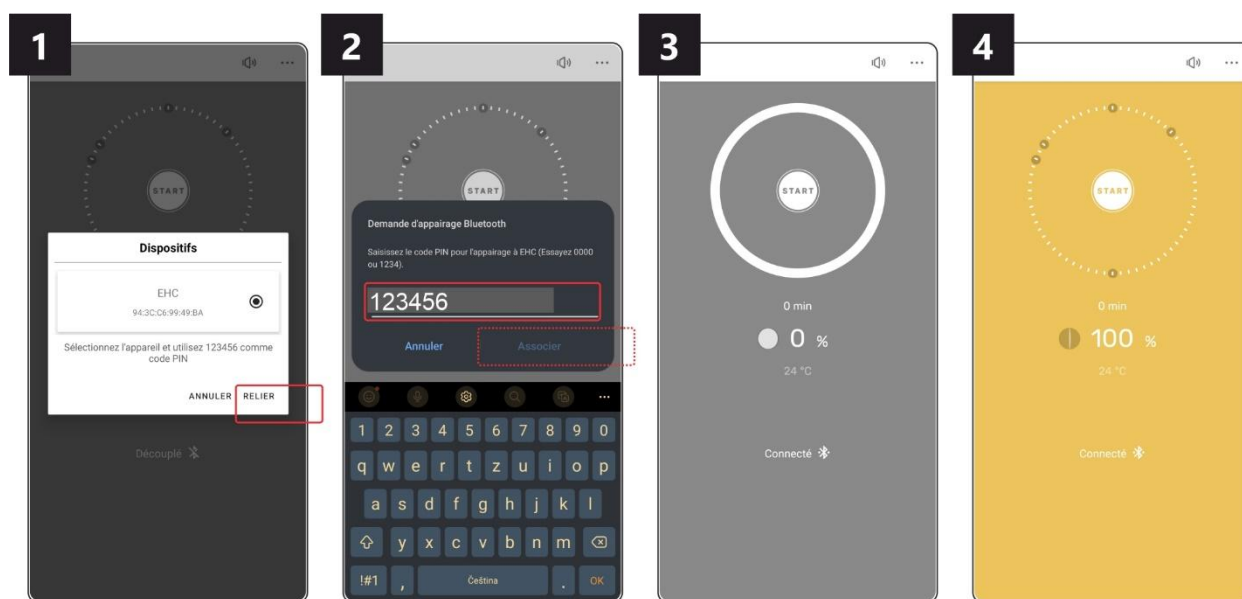 1
START
Dispositifs
EHC
94:3C:C6:99:49:BA
Sélectionnez l'appareil et utilisez 123456 comme
code PIN
ANNULER RELIER
Découplé
2
START
Demande d'appairage Bluetooth
Saisissez le code PIN pour l'appairage à EHC (Essayez 0000
ou 1234).
123456
Annuler Associer
1 2 3 4 5 6 7 8 9 0
q w e r t z u i o p
a s d f g h j k l
y x c v b n m
!#1 , Čeština . OK
3
START
0 min
0 %
24 °C
Connecté
4
START
0 min
100 %
24 °C
Connecté